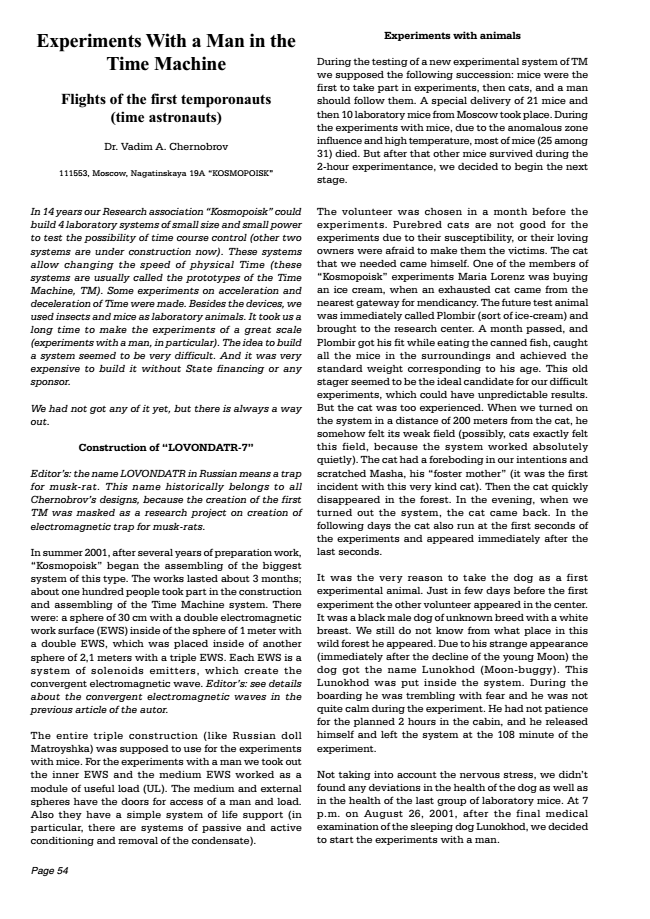 Experiments With a Man in the
Time Machine
Flights of the first temporonauts
(time astronauts)
Dr. Vadim A. Chernobrov
111553, Moscow, Nagatinskaya 19A "KOSMOPOISK"
In 14 years our Research association "Kosmopoisk" could
build 4 laboratory systems of small size and small power
to test the possibility of time course control (other two
systems are under construction now). These systems
allow changing the speed of physical Time (these
systems are usually called the prototypes of the Time
Machine, TM). Some experiments on acceleration and
deceleration of Time were made. Besides the devices, we
used insects and mice as laboratory animals. It took us a
long time to make the experiments of a great scale
(experiments with a man, in particular). The idea to build
a system seemed to be very difficult. And it was very
expensive to build it without State financing or any
sponsor.
We had not got any of it yet, but there is always a way
out.
Construction of "LOVONDATR-7"
Editor's: the name LOVONDATR in Russian means a trap
for musk-rat. This name historically belongs to all
Chernobrov's designs, because the creation of the first
TM was masked as a research project on creation of
electromagnetic trap for musk-rats.
In summer 2001, after several years of preparation work,
"Kosmopoisk" began the assembling of the biggest
system of this type. The works lasted about 3 months;
about one hundred people took part in the construction
and assembling of the Time Machine system. There
were: a sphere of 30 cm with a double electromagnetic
work surface (EWS) inside of the sphere of 1 meter with
a double EWS, which was placed inside of another
sphere of 2,1 meters with a triple EWS. Each EWS is a
system of solenoids emitters, which create the
convergent electromagnetic wave. Editor's: see details
about the convergent electromagnetic waves in the
previous article of the autor.
The entire triple construction (like Russian doll
Matroyshka) was supposed to use for the experiments
with mice. For the experiments with a man we took out
the inner EWS and the medium EWS worked as a
module of useful load (UL). The medium and external
spheres have the doors for access of a man and load.
Also they have a simple system of life support (in
particular, there are systems of passive and active
conditioning and removal of the condensate).
Page 54
Experiments with animals
During the testing of a new experimental system of TM
we supposed the following succession: mice were the
first to take part in experiments, then cats, and a man
should follow them. A special delivery of 21 mice and
then 10 laboratory mice from Moscow took place. During
the experiments with mice, due to the anomalous zone
influence and high temperature, most of mice (25 among
31) died. But after that other mice survived during the
2-hour experimentance, we decided to begin the next
stage.
The volunteer was chosen in a month before the
experiments. Purebred cats are not good for the
experiments due to their susceptibility, or their loving
owners were afraid to make them the victims. The cat
that we needed came himself. One of the members of
"Kosmopoisk" experiments Maria Lorenz was buying
an ice cream, when an exhausted cat came from the
nearest gateway for mendicancy. The future test animal
was immediately called Plombir (sort of ice-cream) and
brought to the research center. A month passed, and
Plombir got his fit while eating the canned fish, caught
all the mice in the surroundings and achieved the
standard weight corresponding to his age. This old
stager seemed to be the ideal candidate for our difficult
experiments, which could have unpredictable results.
But the cat was too experienced. When we turned on
the system in a distance of 200 meters from the cat, he
somehow felt its weak field (possibly, cats exactly felt
this field, because the system worked absolutely
quietly). The cat had a foreboding in our intentions and
scratched Masha, his "foster mother" (it was the first
incident with this very kind cat). Then the cat quickly
disappeared in the forest. In the evening, when we
turned out the system, the cat came back. In the
following days the cat also run at the first seconds of
the experiments and appeared immediately after the
last seconds.
It was the very reason to take the dog as a first
experimental animal. Just in few days before the first
experiment the other volunteer appeared in the center.
It was a black male dog of unknown breed with a white
breast. We still do not know from what place in this
wild forest he appeared. Due to his strange appearance
(immediately after the decline of the young Moon) the
dog got the name Lunokhod (Moon-buggy). This
Lunokhod was put inside the system. During the
boarding he was trembling with fear and he was not
quite calm during the experiment. He had not patience
for the planned 2 hours in the cabin, and he released
himself and left the system at the 108 minute of the
experiment.
Not taking into account the nervous stress, we didn't
found any deviations in the health of the dog as well as
in the health of the last group of laboratory mice. At 7
p.m. on August 26, 2001, after the final medical
examination of the sleeping dog Lunokhod, we decided
to start the experiments with a man.